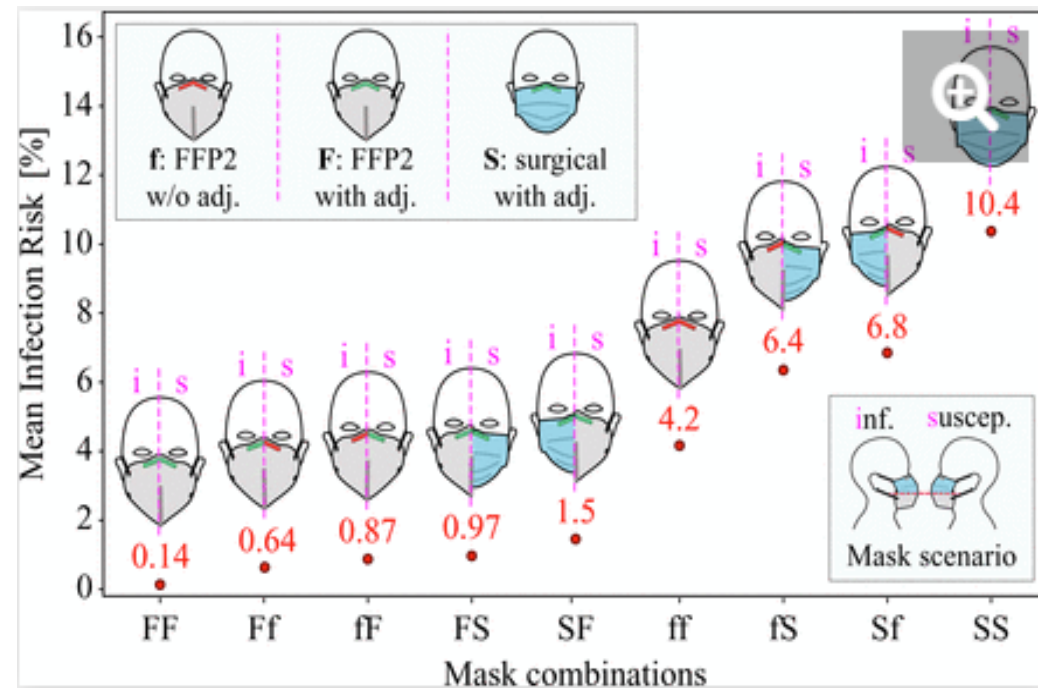 Mean Infection Risk [%]
16
14
12
10
8
6
4
2
0
f: FFP2
w/o adj.
F: FFP2
with adj.
S: surgical
with adj.
i s
0.14
i s
0.64
i s
0.87
i s
0.97
i s
1.5
i s
4.2
i s
6.4
i s
6.8
i s
10.4
inf. suscep.
Mask scenario
FF Ff fF FS SF ff fS Sf SS
Mask combinations